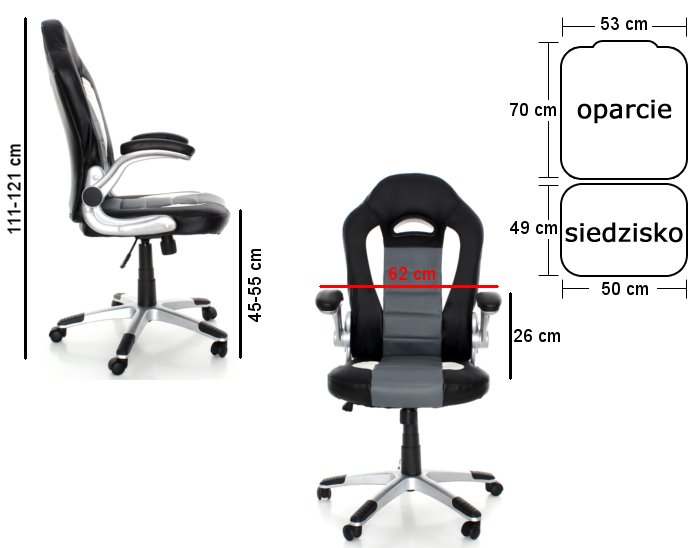 111-121 cm
45-55 cm
62 cm
26 cm
53 cm
70 cm
oparcie
49 cm
siedzisko
50 cm